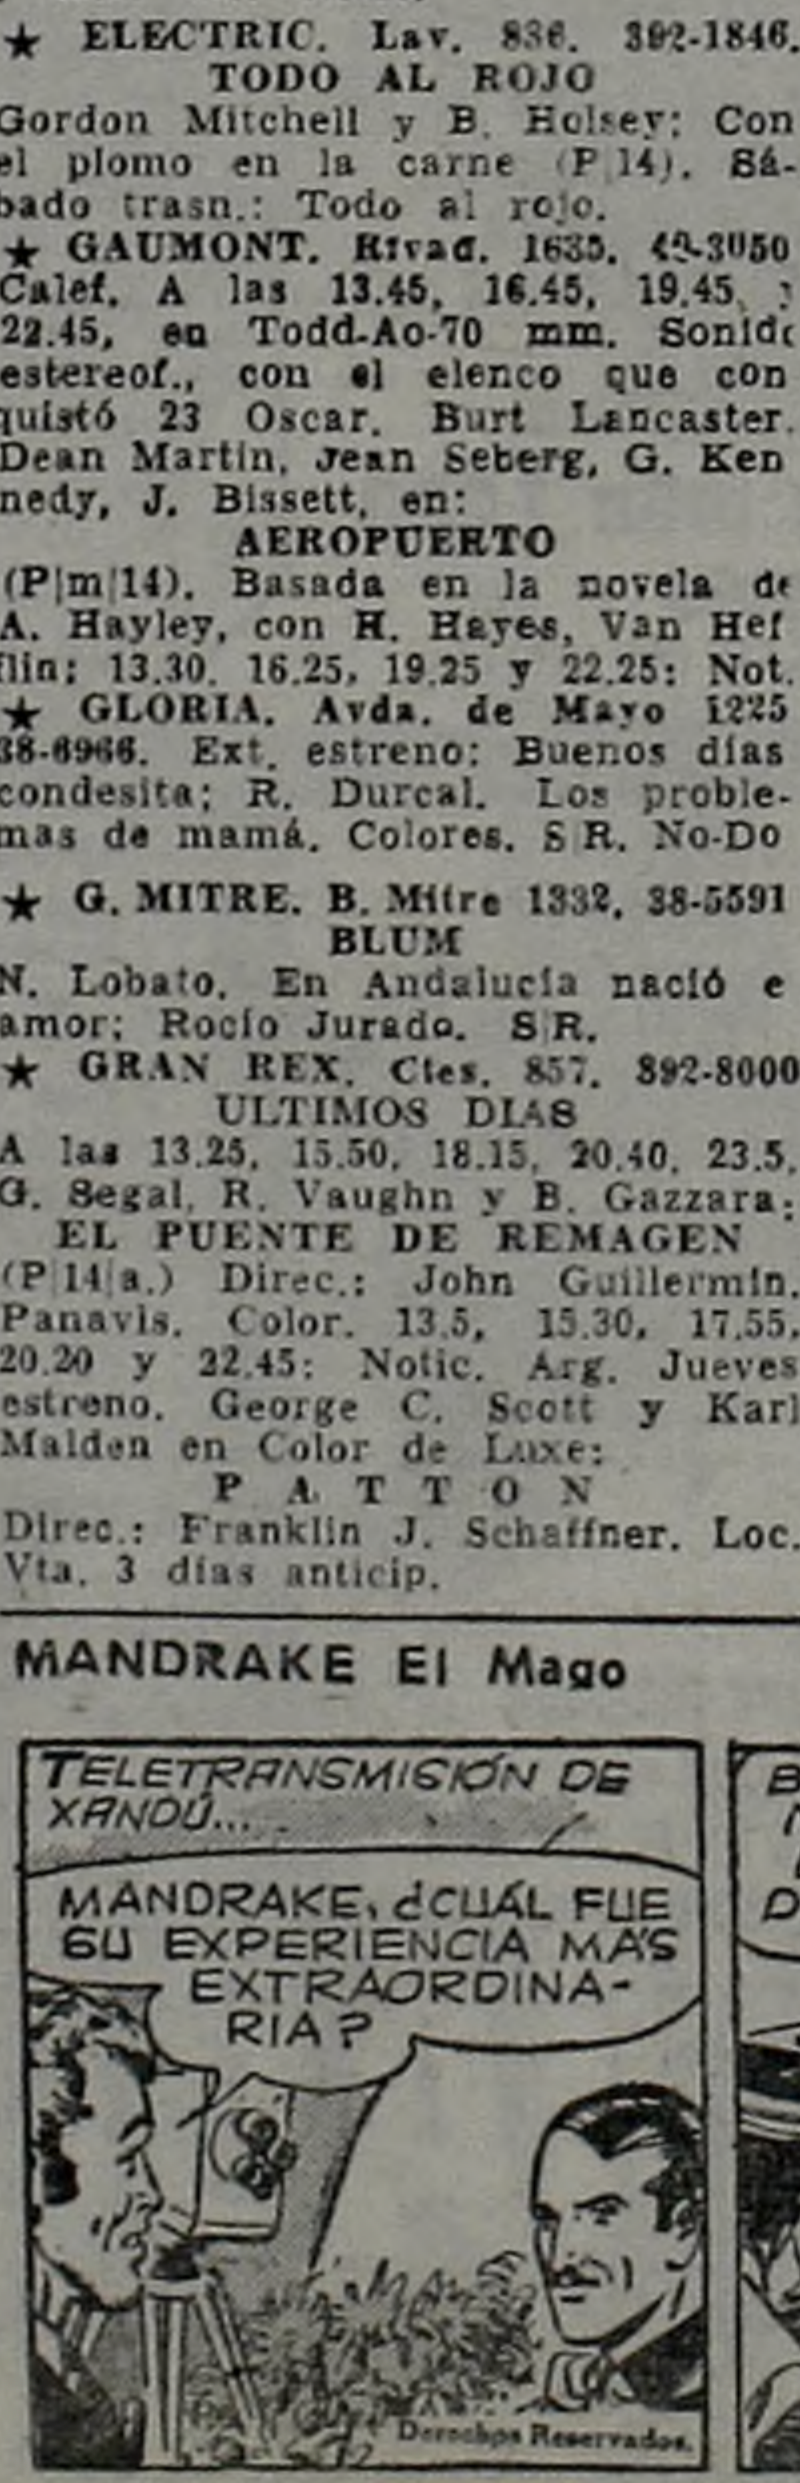 ★ ELECTRIC. Lav. 836. 392-1846.
TODO AL ROJO
Gordon Mitchell y B. Holsey: Con
el plomo en la carne (P|14). Sá-
bado trasn.: Todo al rojo.
★ GAUMONT. Rivad. 1635. 49-3050
Calef. A las 13.45, 16.45, 19.45, y
22.45, en Todd-Ao-70 mm. Sonido
estereof., con el elenco que con
quistó 23 Oscar. Burt Lancaster.
Dean Martin, Jean Seberg, G. Ken
nedy, J. Bissett, en:
AEROPUERTO
(P|m|14). Basada en la novela de
A. Hayley, con H. Hayes, Van Hef
flin; 13.30, 16.25, 19.25 y 22.25: Not.
★ GLORIA. Avda. de Mayo 1225
38-6966. Ext. estreno: Buenos días
condesita; R. Durcal. Los proble-
mas de mamá. Colores. S|R. No-Do
★ G. MITRE. B. Mitre 1332, 38-5591
BLUM
N. Lobato. En Andalucía nació e
amor; Rocío Jurado. S|R.
★ GRAN REX. Ctes. 857. 392-8000
ULTIMOS DIAS
A las 13.25, 15.50, 18.15, 20.40, 23.5.
G. Segal, R. Vaughn y B. Gazzara:
EL PUENTE DE REMAGEN
(P|14|a.) Direc.: John Guillermin.
Panavis. Color. 13.5, 15.30, 17.55,
20.20 y 22.45: Notic. Arg. Jueves
estreno. George C. Scott y Karl
Malden en Color de Luxe:
PATTON
Direc.: Franklin J. Schaffner. Loc.
Vta. 3 días anticip.
MANDRAKE El Mago
TELETRANSMISIÓN DE
XANDÚ...
MANDRAKE, ¿CUÁL FUE
SU EXPERIENCIA MÁS
EXTRAORDINA-
RIA?
Derechos Reservados.